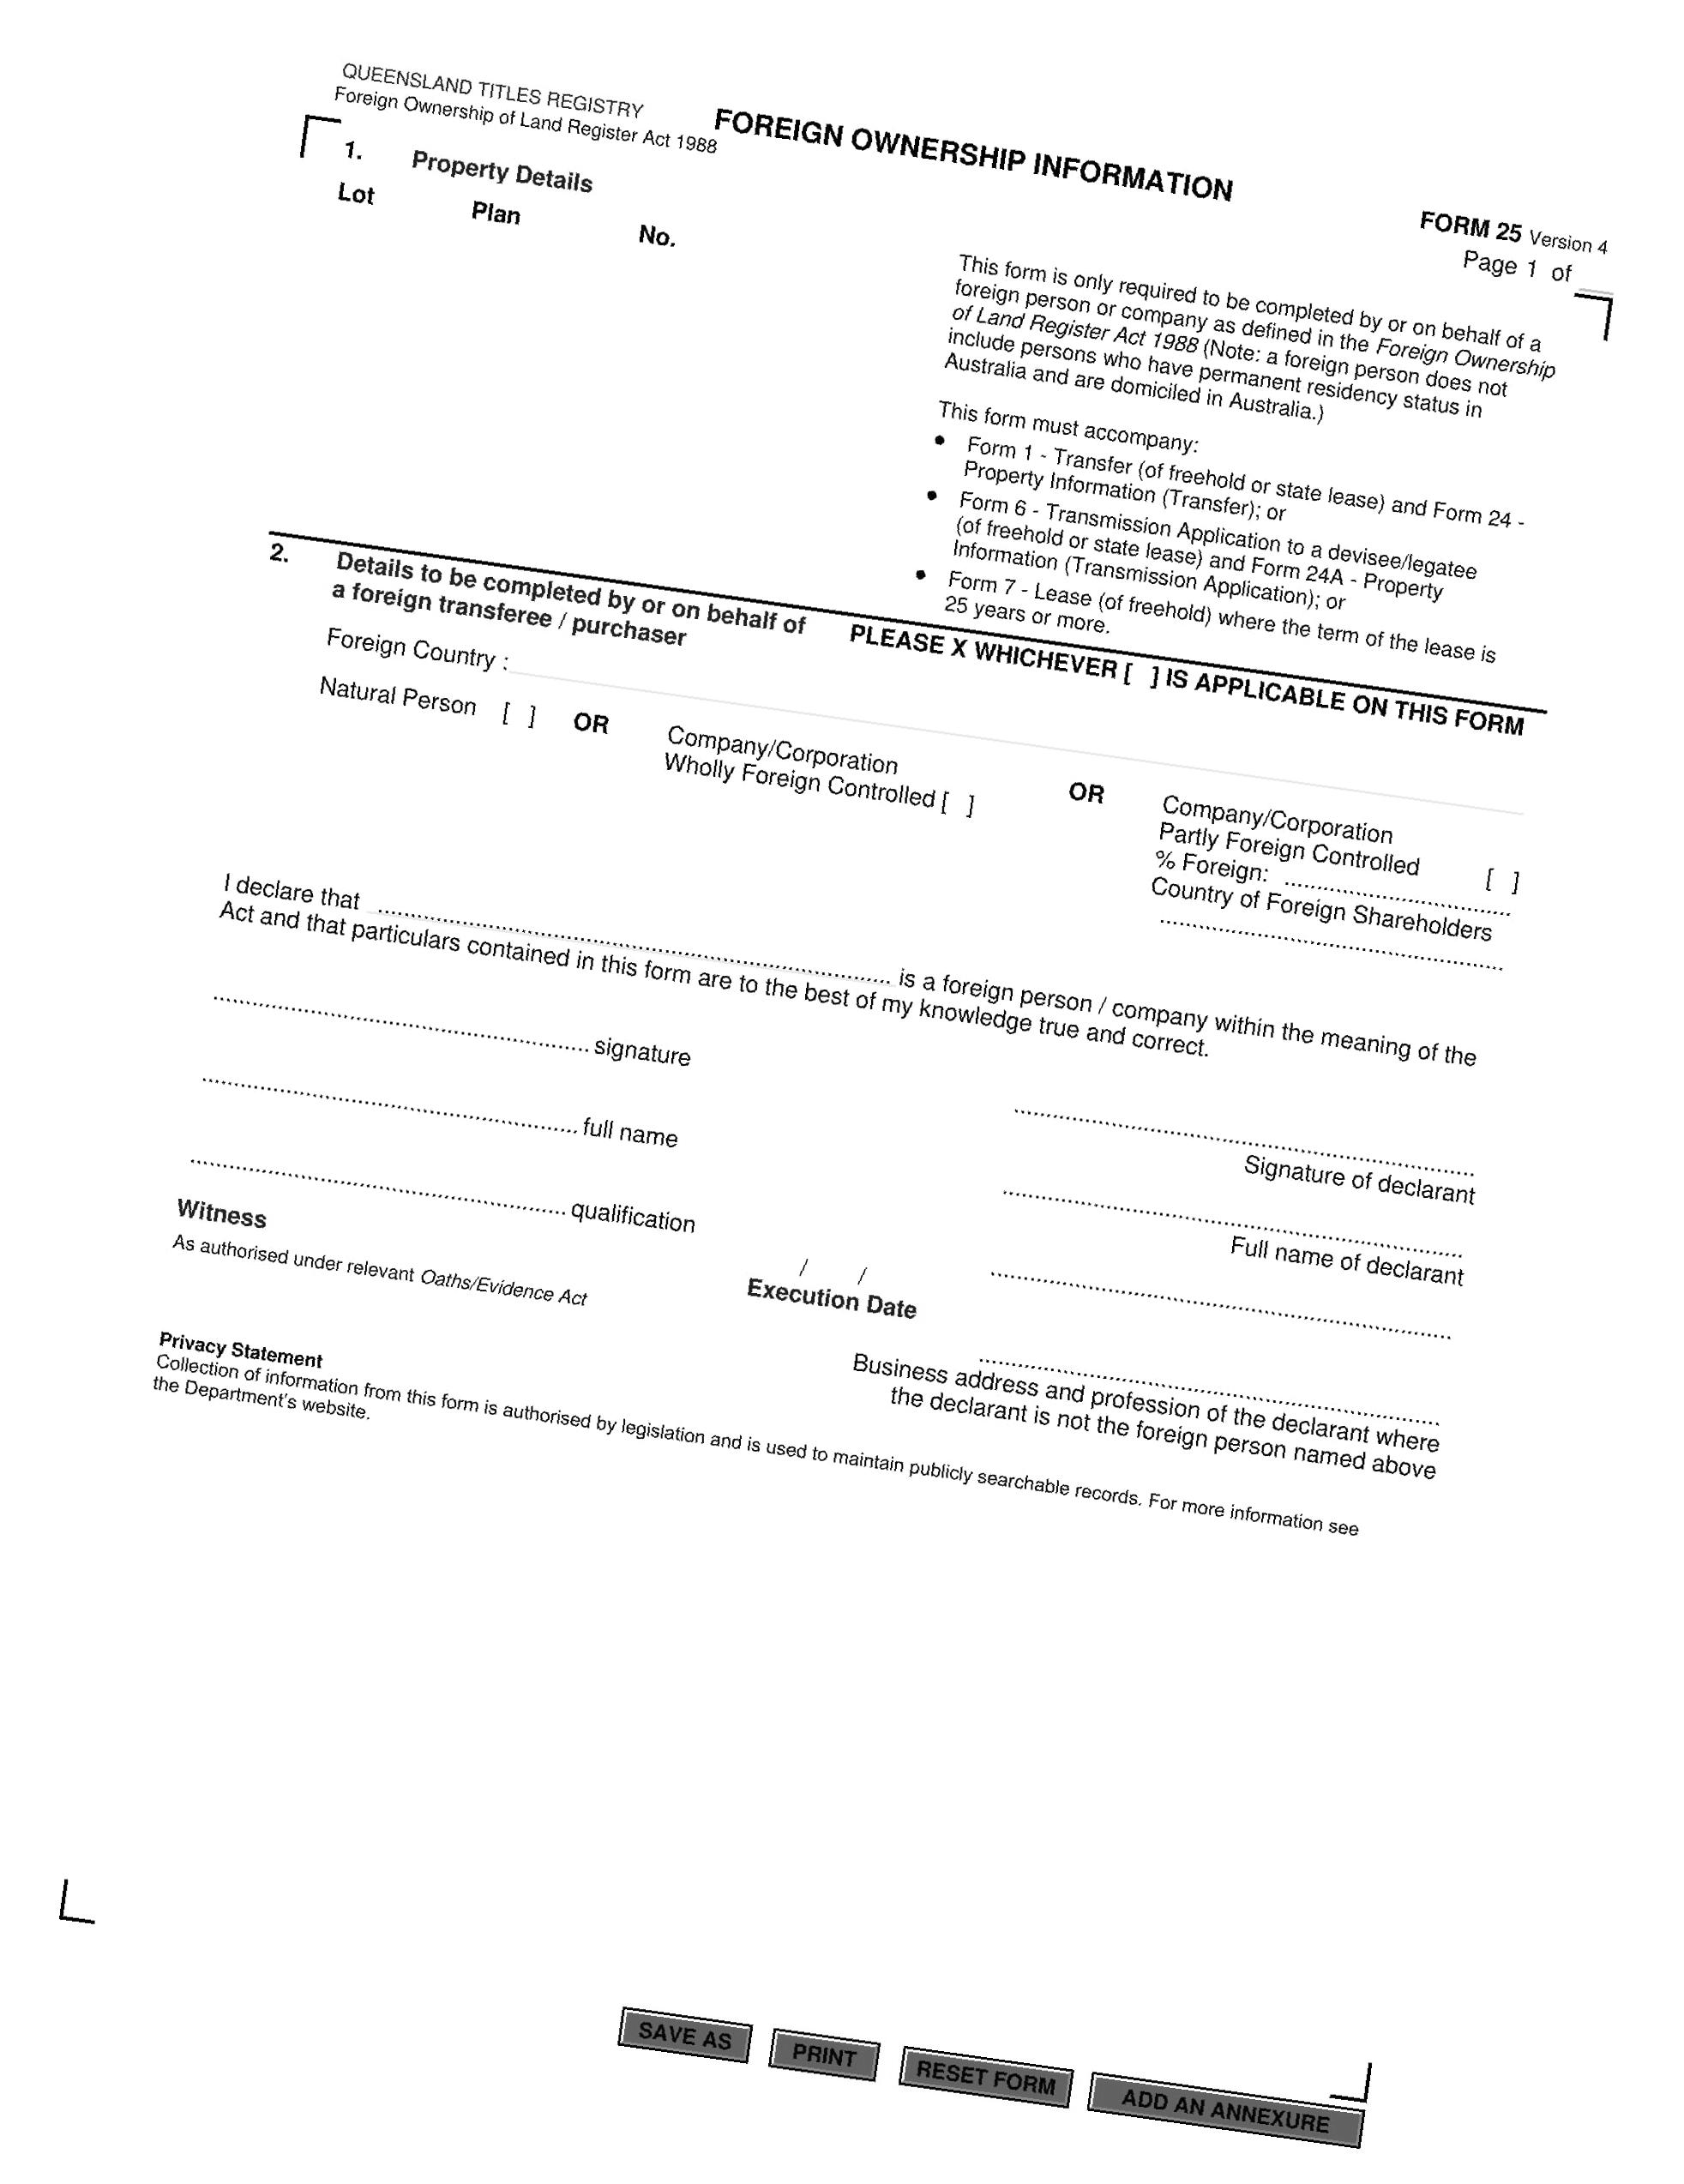 QUEENSLAND TITLES REGISTRY
Foreign Ownership of Land Register Act 1988
FOREIGN OWNERSHIP INFORMATION
FORM 25 Version 4
Page 1 of
1. Property Details
Lot Plan No.
This form is only required to be completed by or on behalf of a
foreign person or company as defined in the Foreign Ownership
of Land Register Act 1988 (Note: a foreign person does not
include persons who have permanent residency status in
Australia and are domiciled in Australia.)
This form must accompany:
• Form 1 - Transfer (of freehold or state lease) and Form 24 -
Property Information (Transfer); or
• Form 6 - Transmission Application to a devisee/legatee
(of freehold or state lease) and Form 24A - Property
Information (Transmission Application); or
• Form 7 - Lease (of freehold) where the term of the lease is
25 years or more.
2. Details to be completed by or on behalf of
a foreign transferee / purchaser
PLEASE X WHICHEVER [ ] IS APPLICABLE ON THIS FORM
Foreign Country :
Natural Person [ ] OR
Company/Corporation
Wholly Foreign Controlled [ ]
OR
Company/Corporation
Partly Foreign Controlled [ ]
% Foreign: ....................................
Country of Foreign Shareholders
.......................................................
I declare that .................................................................................... is a foreign person / company within the meaning of the
Act and that particulars contained in this form are to the best of my knowledge true and correct.
............................................................. signature
............................................................. full name
............................................................. qualification
Witness
As authorised under relevant Oaths/Evidence Act
/ /
Execution Date
...........................................................................
Signature of declarant
...........................................................................
Full name of declarant
...........................................................................
...........................................................................
Business address and profession of the declarant where
the declarant is not the foreign person named above
Privacy Statement
Collection of information from this form is authorised by legislation and is used to maintain publicly searchable records. For more information see
the Department's website.
SAVE AS PRINT RESET FORM ADD AN ANNEXURE